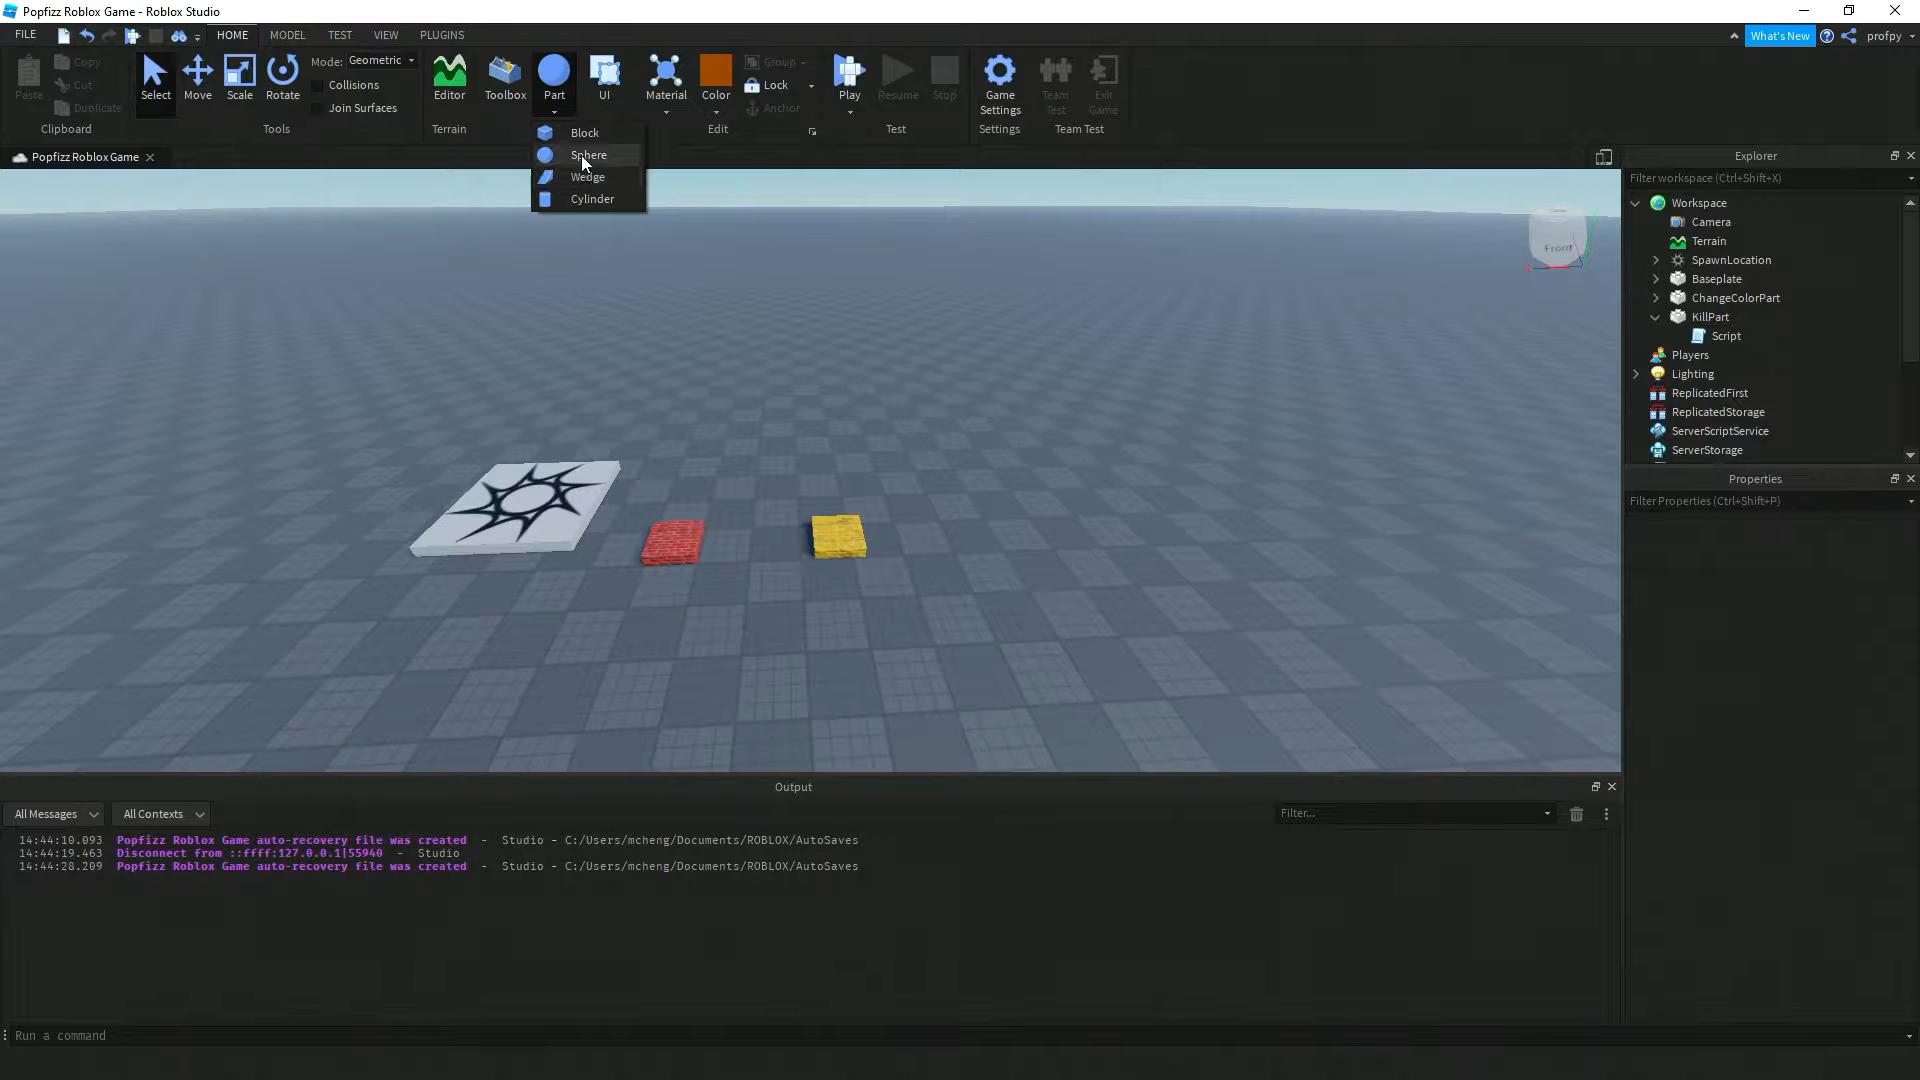 Popfizz Roblox Game - Roblox Studio
FILE HOME MODEL TEST VIEW PLUGINS What's New profpy
Paste Copy Cut Duplicate Clipboard
Select Move Scale Rotate Mode: Geometric Collisions Join Surfaces Tools
Editor Terrain
Toolbox Part UI
Material Color Group Lock Anchor Edit
Play Resume Stop Test
Game Settings Settings
Team Test Exit Game Team Test
Block
Sphere
Wedge
Cylinder
Popfizz Roblox Game
Front
Explorer
Filter workspace (Ctrl+Shift+X)
Workspace
Camera
Terrain
SpawnLocation
Baseplate
ChangeColorPart
KillPart
Script
Players
Lighting
ReplicatedFirst
ReplicatedStorage
ServerScriptService
ServerStorage
Properties
Filter Properties (Ctrl+Shift+P)
Output
All Messages All Contexts Filter...
14:44:10.093 Popfizz Roblox Game auto-recovery file was created - Studio - C:/Users/mcheng/Documents/ROBLOX/AutoSaves
14:44:19.463 Disconnect from ::ffff:127.0.0.1|55940 - Studio
14:44:28.209 Popfizz Roblox Game auto-recovery file was created - Studio - C:/Users/mcheng/Documents/ROBLOX/AutoSaves
Run a command